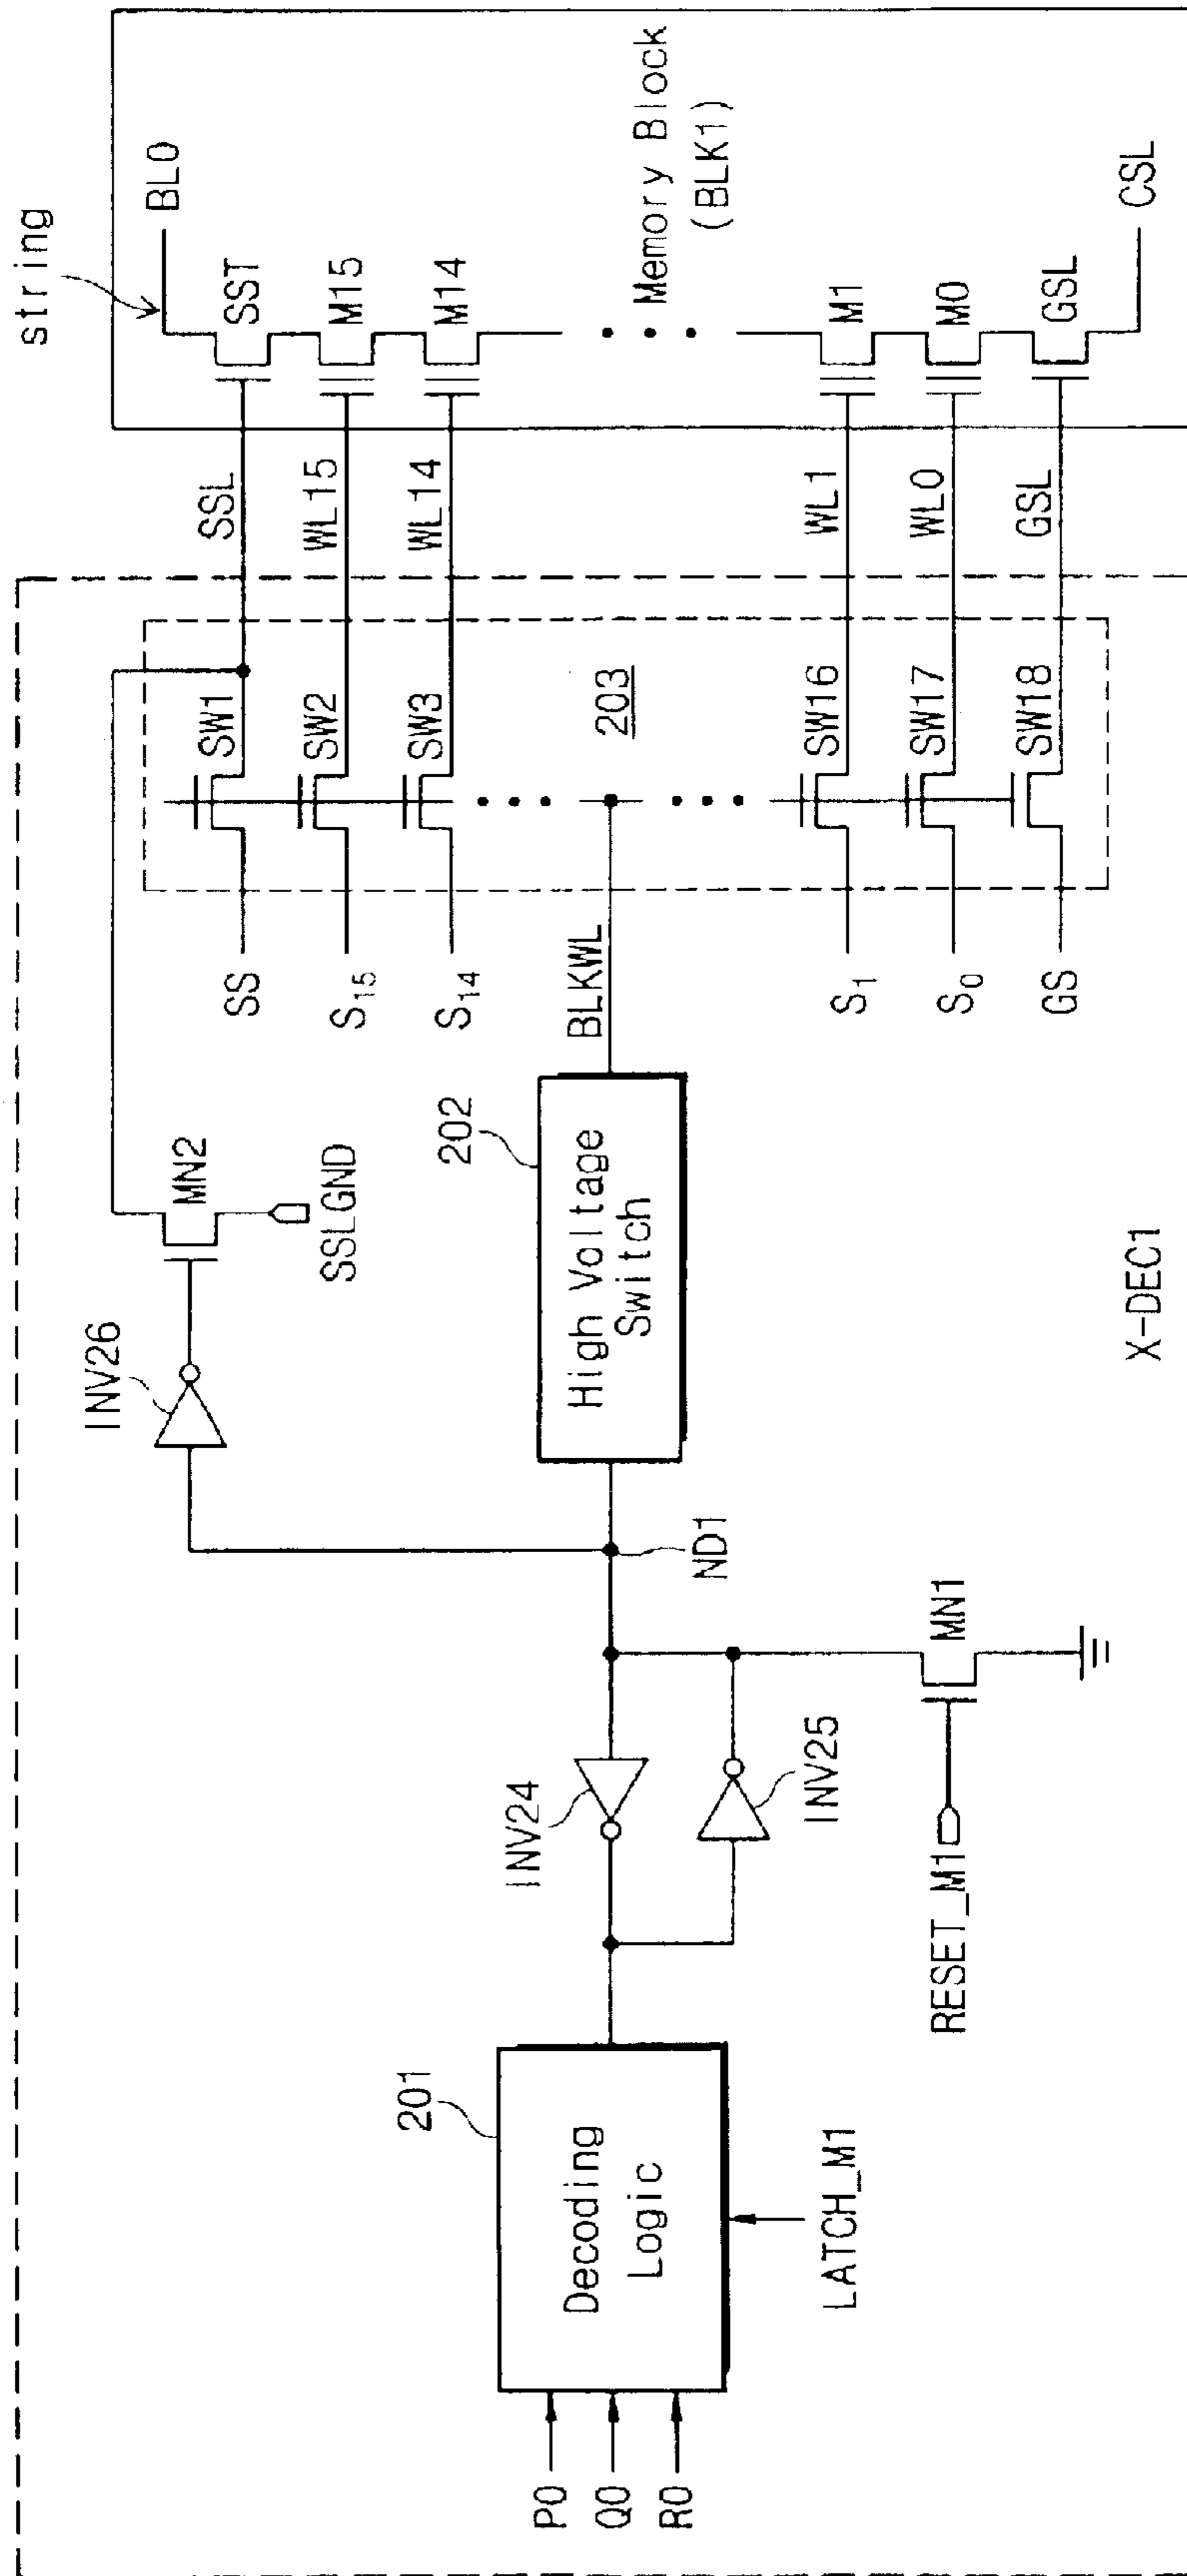 string
BL0
SST
M15
M14
Memory Block
(BLK1)
M1
M0
GSL
CSL
SSL
WL15
WL14
WL1
WL0
GSL
SW1
SW2
SW3
203
SW16
SW17
SW18
SS
S15
S14
BLKWL
S1
S0
GS
MN2
SSLGND
INV26
202
High Voltage
Switch
X-DEC1
ND1
MN1
INV24
INV25
RESET_M1
201
Decoding
Logic
LATCH_M1
P0
Q0
R0